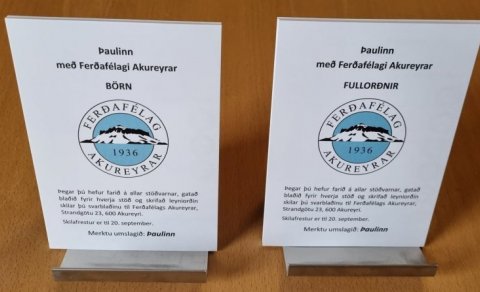 Þaulinn
með Ferðafélagi Akureyrar
BÖRN
FERÐAFÉLAG
1936
AKUREYRAR
Þegar þú hefur farið á allar stöðvarnar, gatað
blaðið fyrir hverja stöð og skrifað leyniorðin
skilar þú svarblaðinu til Ferðafélags Akureyrar,
Strandgötu 23, 600 Akureyri.
Skilafrestur er til 20. september.
Merktu umslagið: Þaulinn
Þaulinn
með Ferðafélagi Akureyrar
FULLORÐNIR
FERÐAFÉLAG
1936
AKUREYRAR
Þegar þú hefur farið á allar stöðvarnar, gatað
blaðið fyrir hverja stöð og skrifað leyniorðin
skilar þú svarblaðinu til Ferðafélags Akureyrar,
Strandgötu 23, 600 Akureyri.
Skilafrestur er til 20. september.
Merktu umslagið: Þaulinn